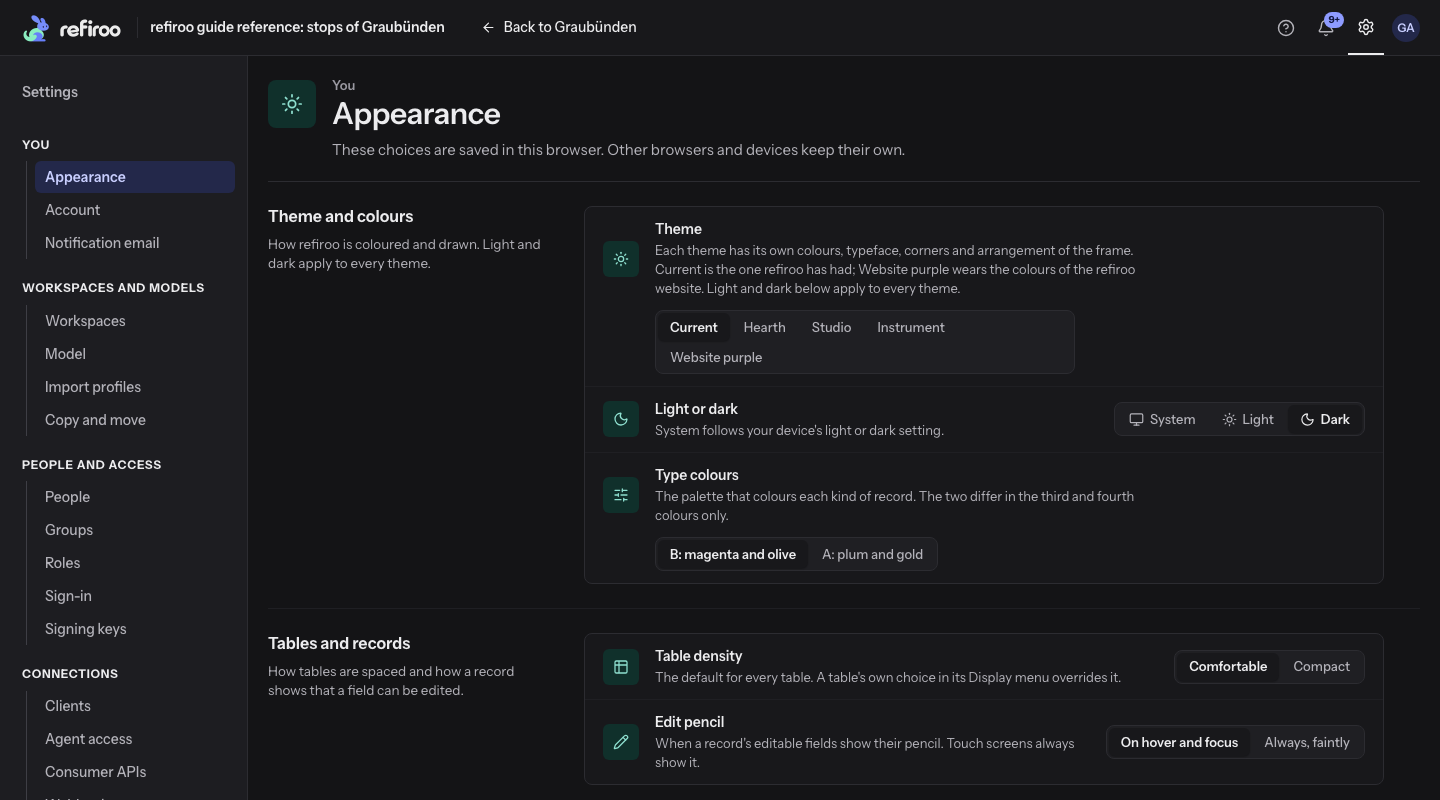 refiroo
refiroo guide reference: stops of Graubünden
Back to Graubünden
9+
GA
Settings
YOU
Appearance
Account
Notification email
WORKSPACES AND MODELS
Workspaces
Model
Import profiles
Copy and move
PEOPLE AND ACCESS
People
Groups
Roles
Sign-in
Signing keys
CONNECTIONS
Clients
Agent access
Consumer APIs
You
Appearance
These choices are saved in this browser. Other browsers and devices keep their own.
Theme and colours
How refiroo is coloured and drawn. Light and
dark apply to every theme.
Theme
Each theme has its own colours, typeface, corners and arrangement of the frame.
Current is the one refiroo has had; Website purple wears the colours of the refiroo
website. Light and dark below apply to every theme.
Current Hearth Studio Instrument
Website purple
Light or dark
System follows your device's light or dark setting.
System Light Dark
Type colours
The palette that colours each kind of record. The two differ in the third and fourth
colours only.
B: magenta and olive A: plum and gold
Tables and records
How tables are spaced and how a record
shows that a field can be edited.
Table density
The default for every table. A table's own choice in its Display menu overrides it.
Comfortable Compact
Edit pencil
When a record's editable fields show their pencil. Touch screens always
show it.
On hover and focus Always, faintly